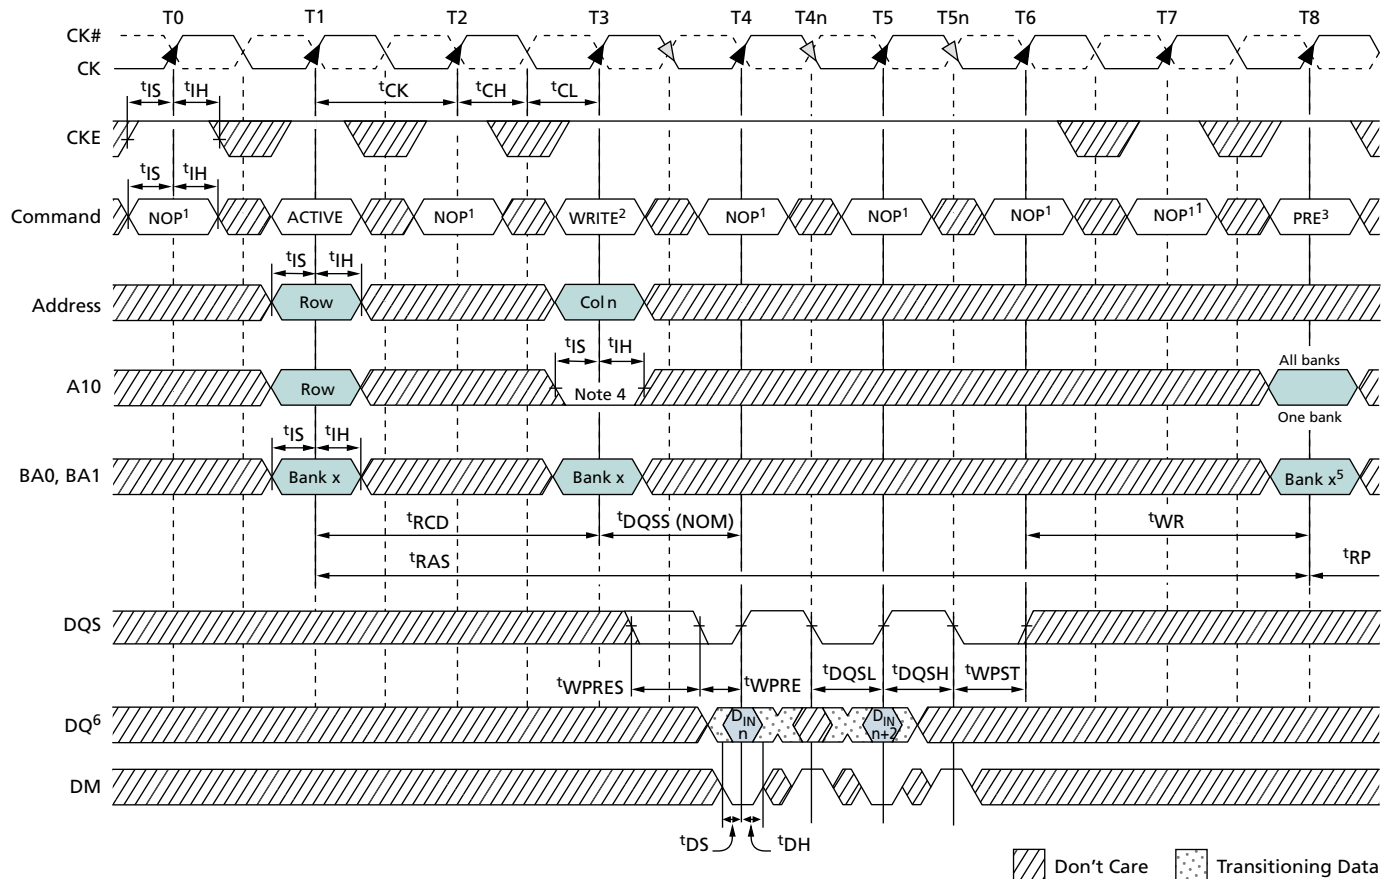 T0 T1 T2 T3 T4 T4n T5 T5n T6 T7 T8
CK#
CK
tIS tIH tCK tCH tCL
CKE
tIS tIH
Command NOP1 ACTIVE NOP1 WRITE2 NOP1 NOP1 NOP1 NOP11 PRE3
tIS tIH
Address Row Col n
tIS tIH
All banks
A10 Row Note 4
One bank
tIS tIH
BA0, BA1 Bank x Bank x Bank x5
tRCD tDQSS (NOM) tWR
tRAS tRP
DQS
tWPRES tWPRE tDQSL tDQSH tWPST
DQ6 DIN n DIN n+2
DM
tDS tDH
Don't Care Transitioning Data